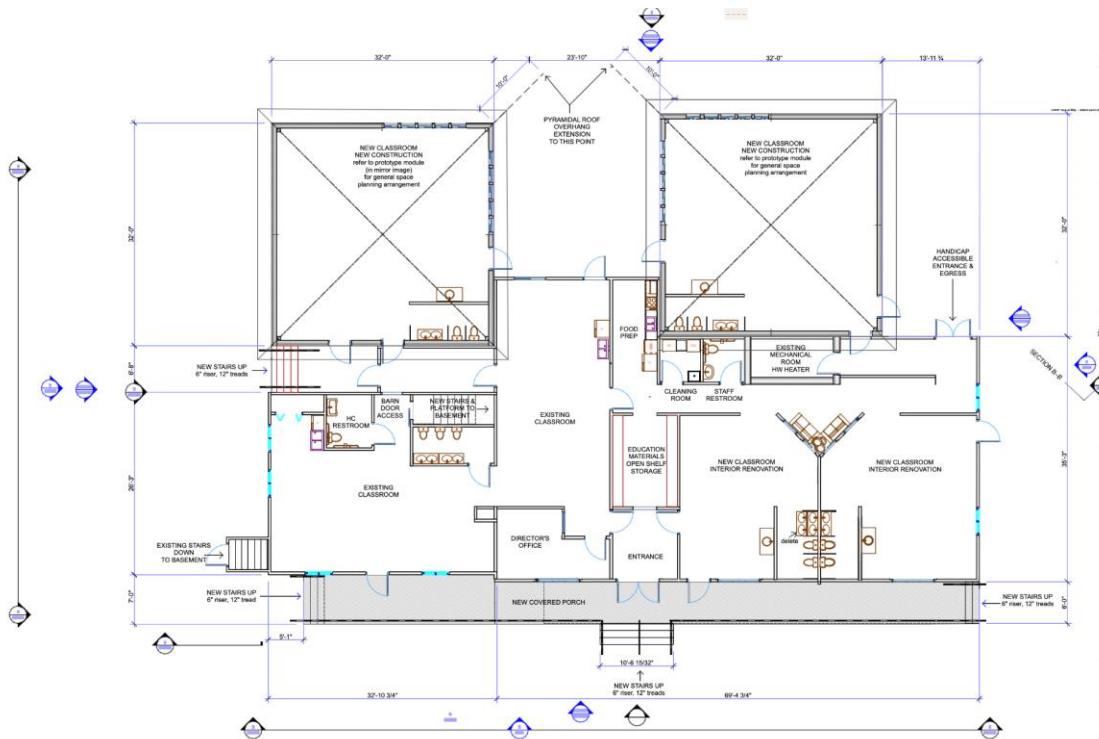 32'-0"
23'-10"
32'-0"
13'-11 ¾
10'-0"
10'-0"
PYRAMIDAL ROOF
OVERHANG
EXTENSION
TO THIS POINT
NEW CLASSROOM
NEW CONSTRUCTION
refer to prototype module
(in mirror image)
for general space
planning arrangement
NEW CLASSROOM
NEW CONSTRUCTION
refer to prototype module
for general space
planning arrangement
32'-0"
32'-0"
HANDICAP
ACCESSIBLE
ENTRANCE &
EGRESS
FOOD
PREP
EXISTING
MECHANICAL
ROOM
HW HEATER
6'-8"
NEW STAIRS UP
6" riser, 12" treads
CLEANING
ROOM
STAFF
RESTROOM
SECTION B-B
HC
RESTROOM
BARN
DOOR
ACCESS
NEW STAIRS &
PLATFORM TO
BASEMENT
EXISTING
CLASSROOM
EDUCATION
MATERIALS
OPEN SHELF
STORAGE
NEW CLASSROOM
INTERIOR RENOVATION
NEW CLASSROOM
INTERIOR RENOVATION
35'-3"
26'-3"
EXISTING
CLASSROOM
EXISTING STAIRS
DOWN
TO BASEMENT
DIRECTOR'S
OFFICE
ENTRANCE
delete
NEW STAIRS UP
6" riser, 12" tread
7'-0"
NEW COVERED PORCH
6'-0"
NEW STAIRS UP
6" riser, 12" treads
5'-1"
10'-6 15/32"
32'-10 3/4"
NEW STAIRS UP
6" riser, 12" treads
69'-4 3/4"